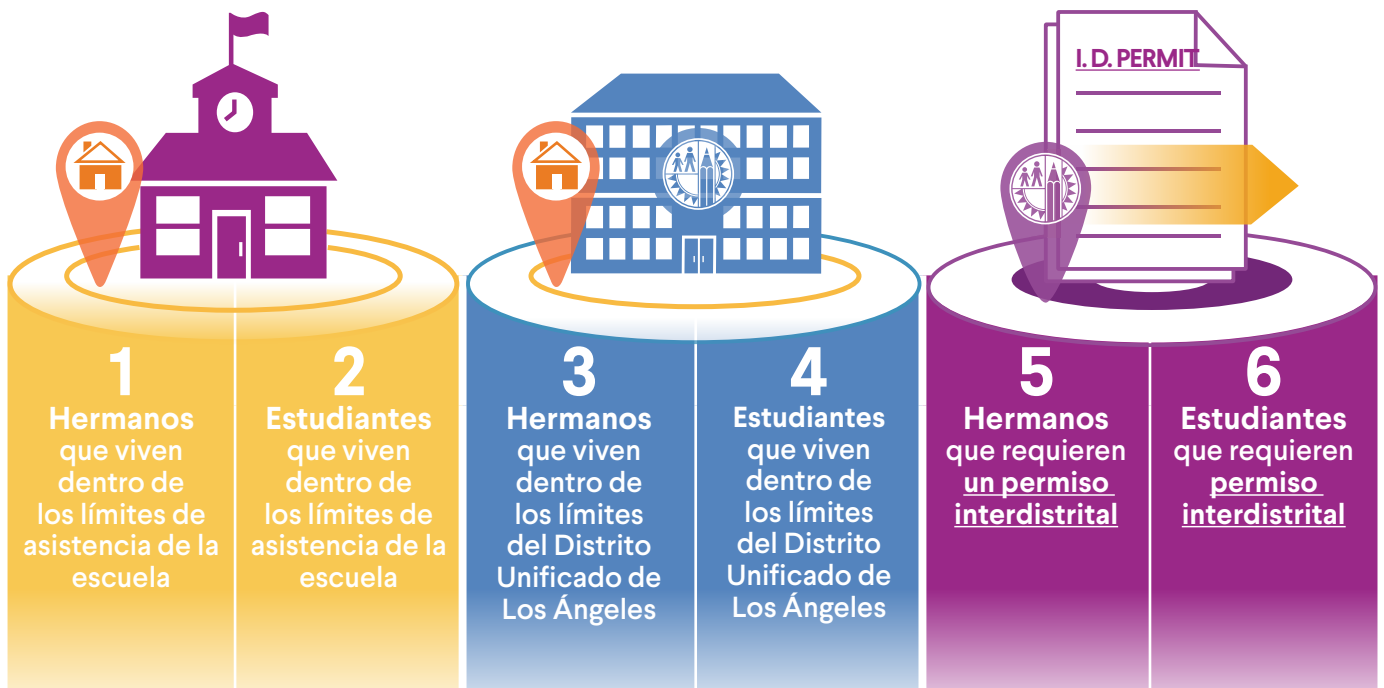 I. D. PERMIT
1
Hermanos
que viven
dentro de
los límites de
asistencia de la
escuela
2
Estudiantes
que viven
dentro de
los límites de
asistencia de la
escuela
3
Hermanos
que viven
dentro de
los límites
del Distrito
Unificado de
Los Ángeles
4
Estudiantes
que viven
dentro de
los límites
del Distrito
Unificado de
Los Ángeles
5
Hermanos
que requieren
un permiso
interdistrital
6
Estudiantes
que requieren
permiso
interdistrital